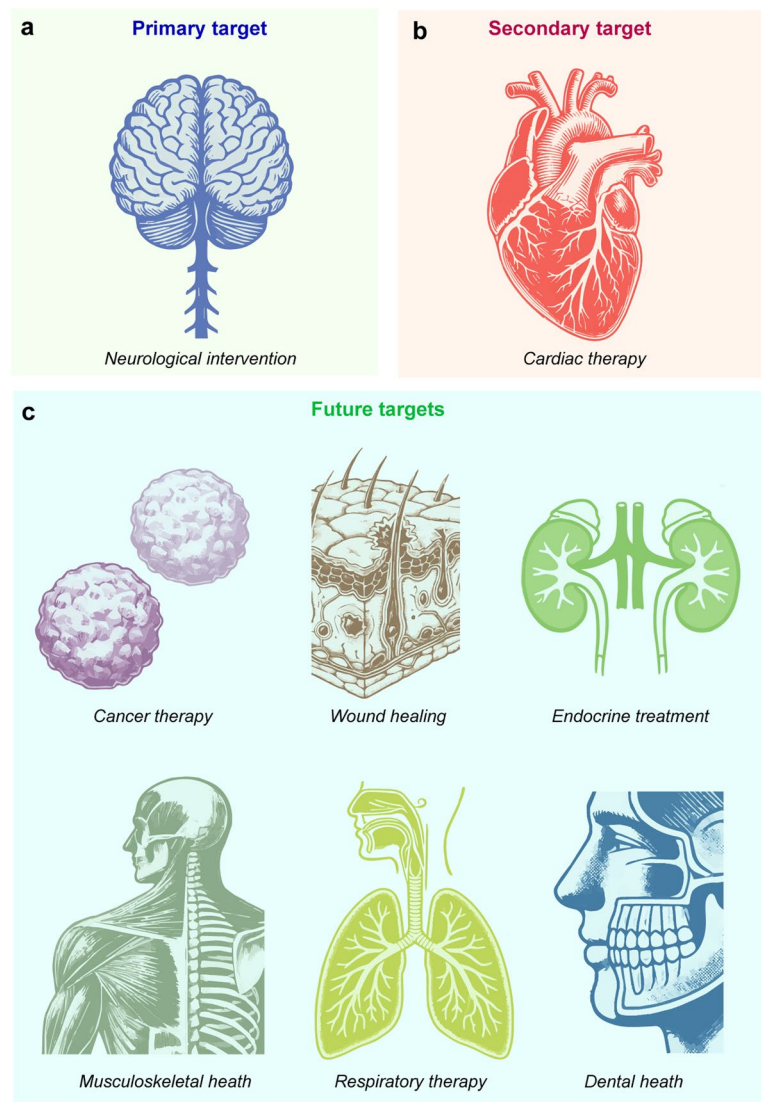 a
Primary target
Neurological intervention
b
Secondary target
Cardiac therapy
c
Future targets
Cancer therapy
Wound healing
Endocrine treatment
Musculoskeletal heath
Respiratory therapy
Dental heath